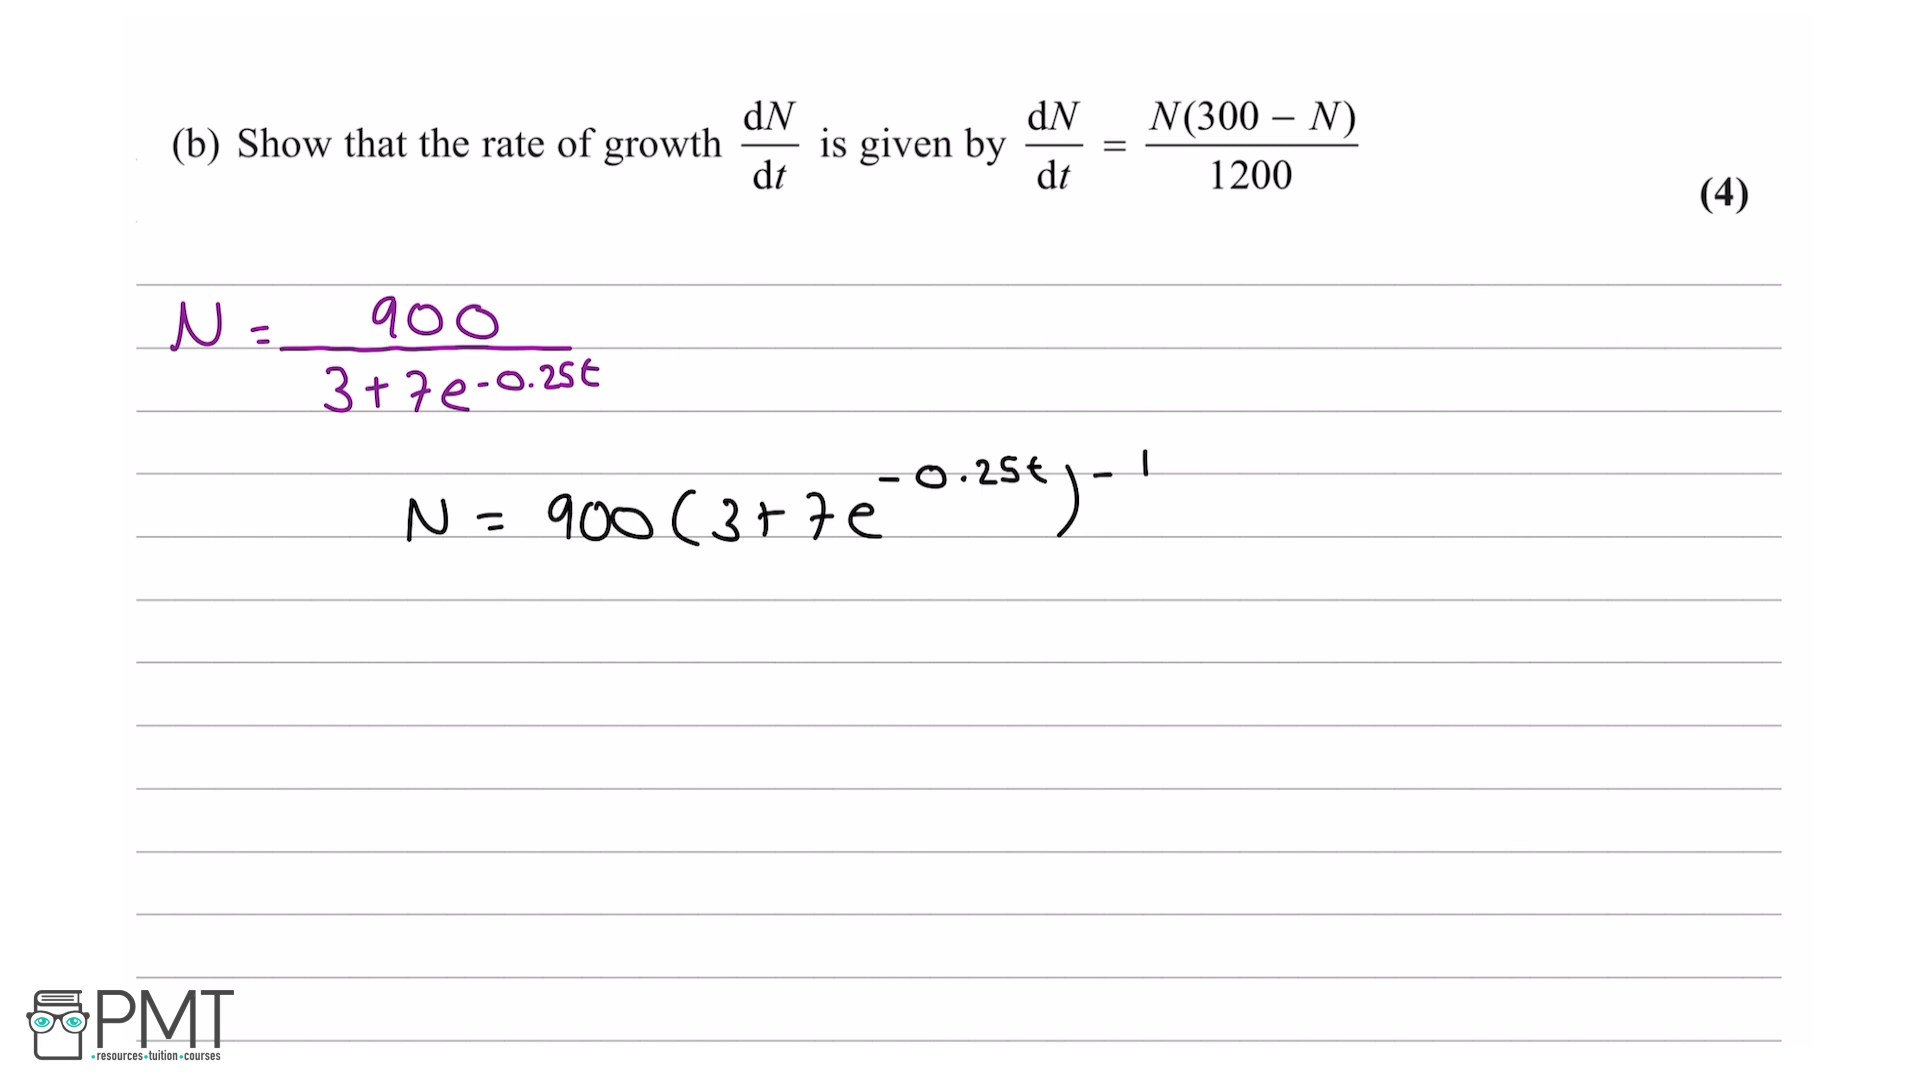 (b) Show that the rate of growth dN/dt is given by dN/dt = N(300 – N)/1200
(4)
N = 900/(3+7e^-0.25t)
N = 900(3+7e^-0.25t)^-1
PMT
•resources•tuition•courses